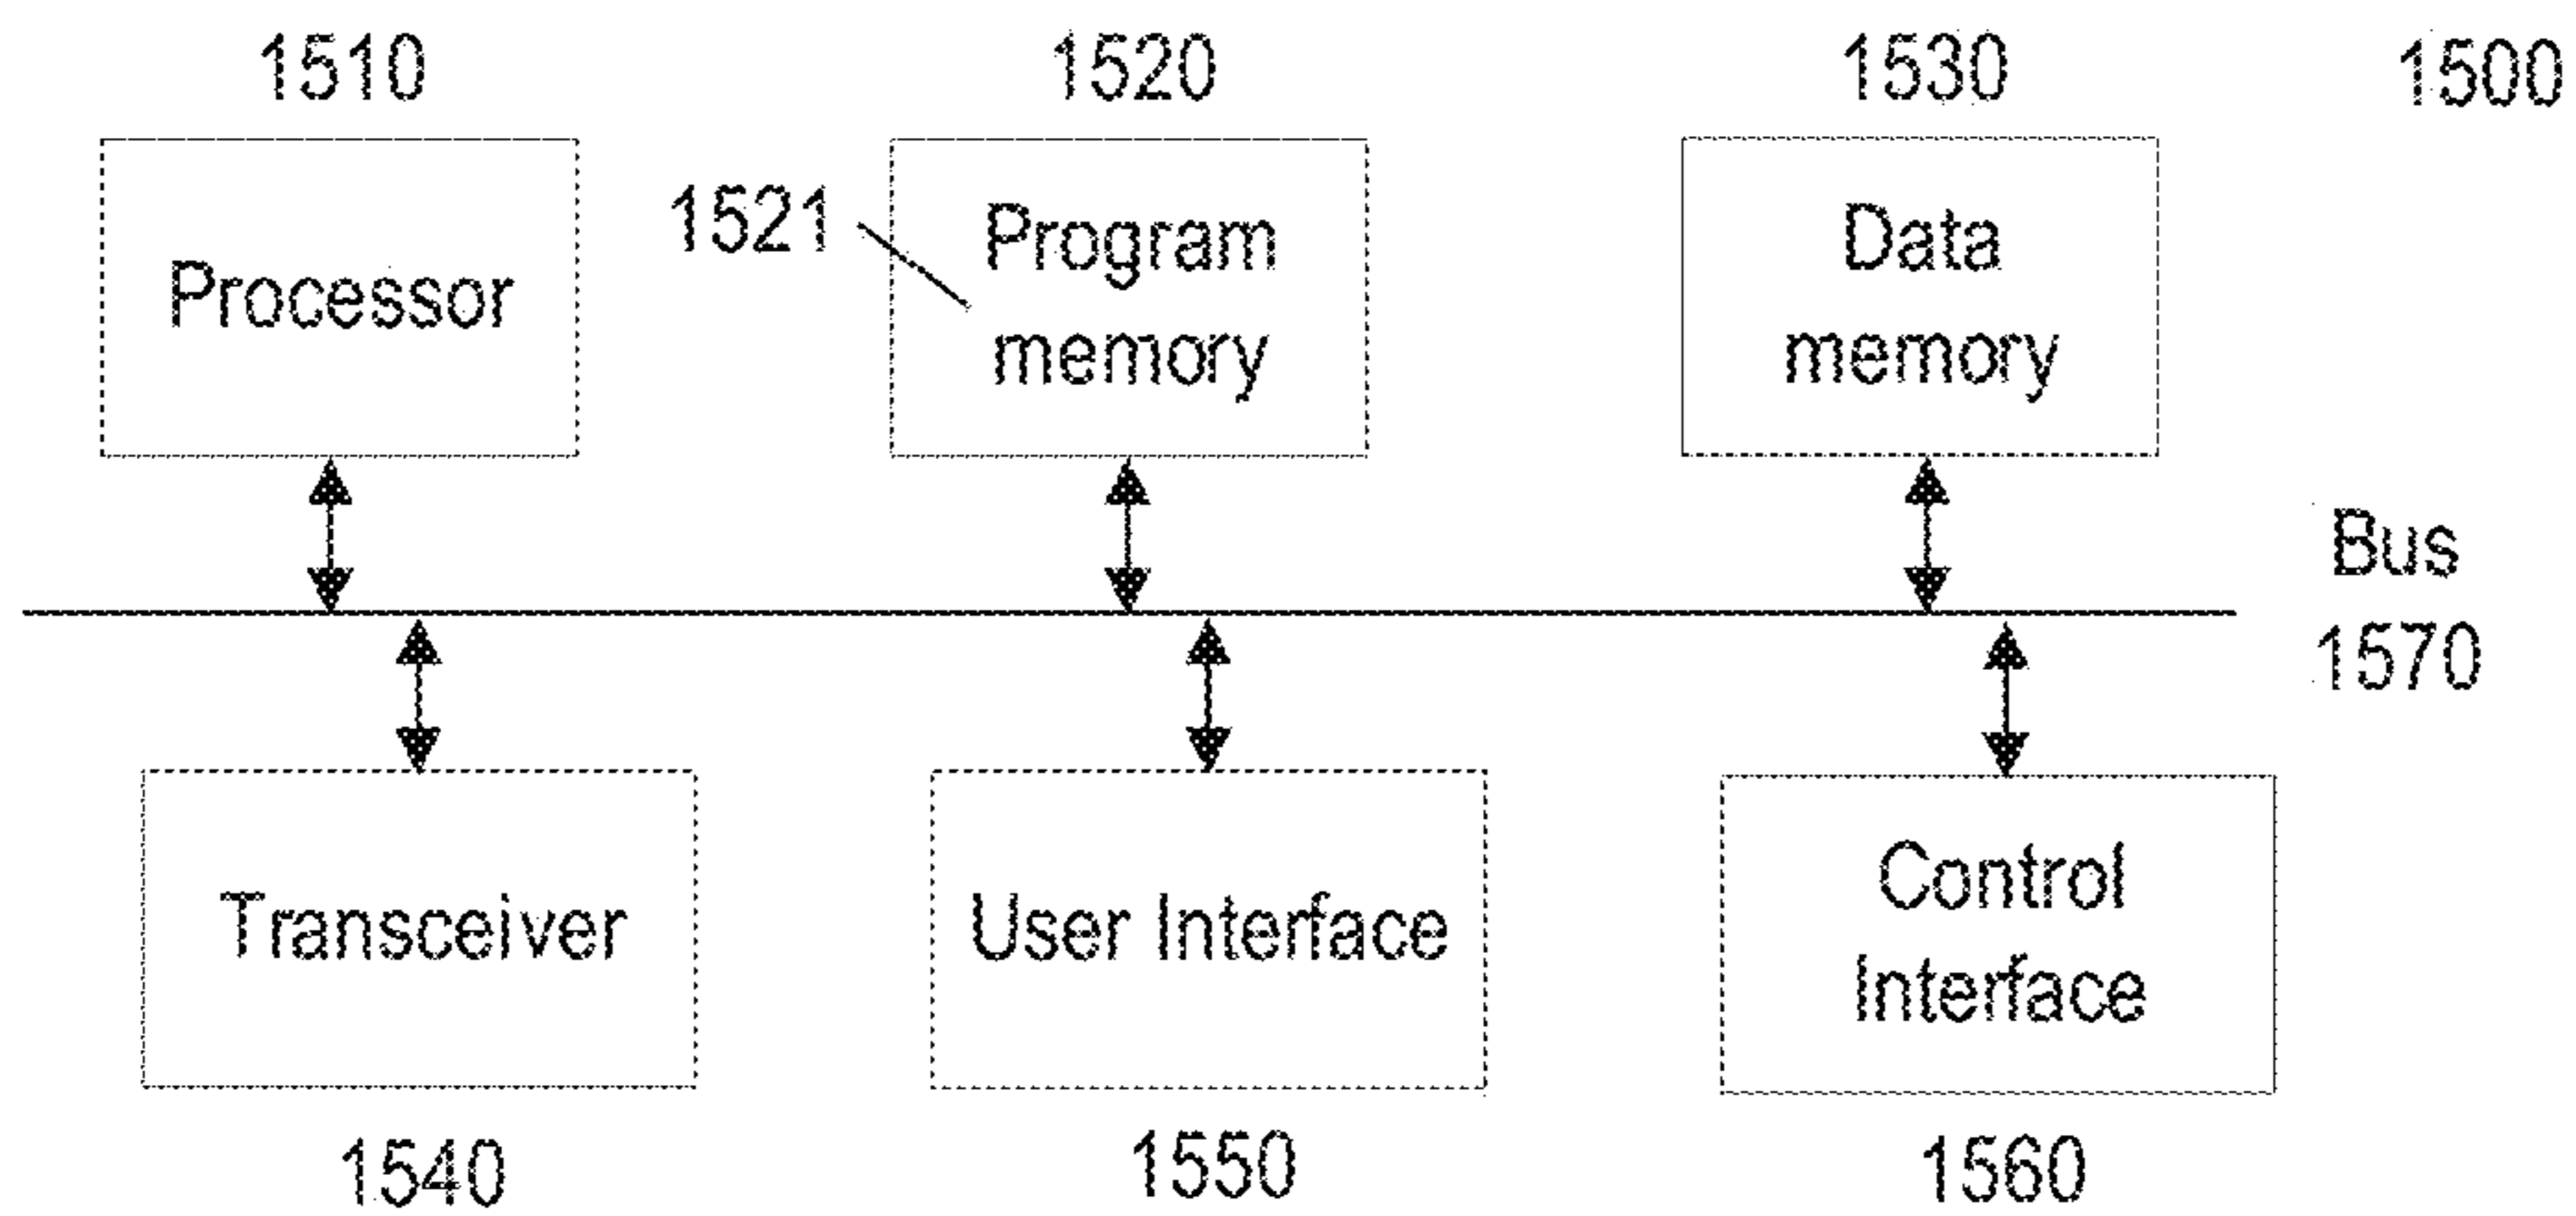 1510
1520
1530
1500
1521
Processor
Program
memory
Data
memory
Bus
1570
Transceiver
User Interface
Control
Interface
1540
1550
1560